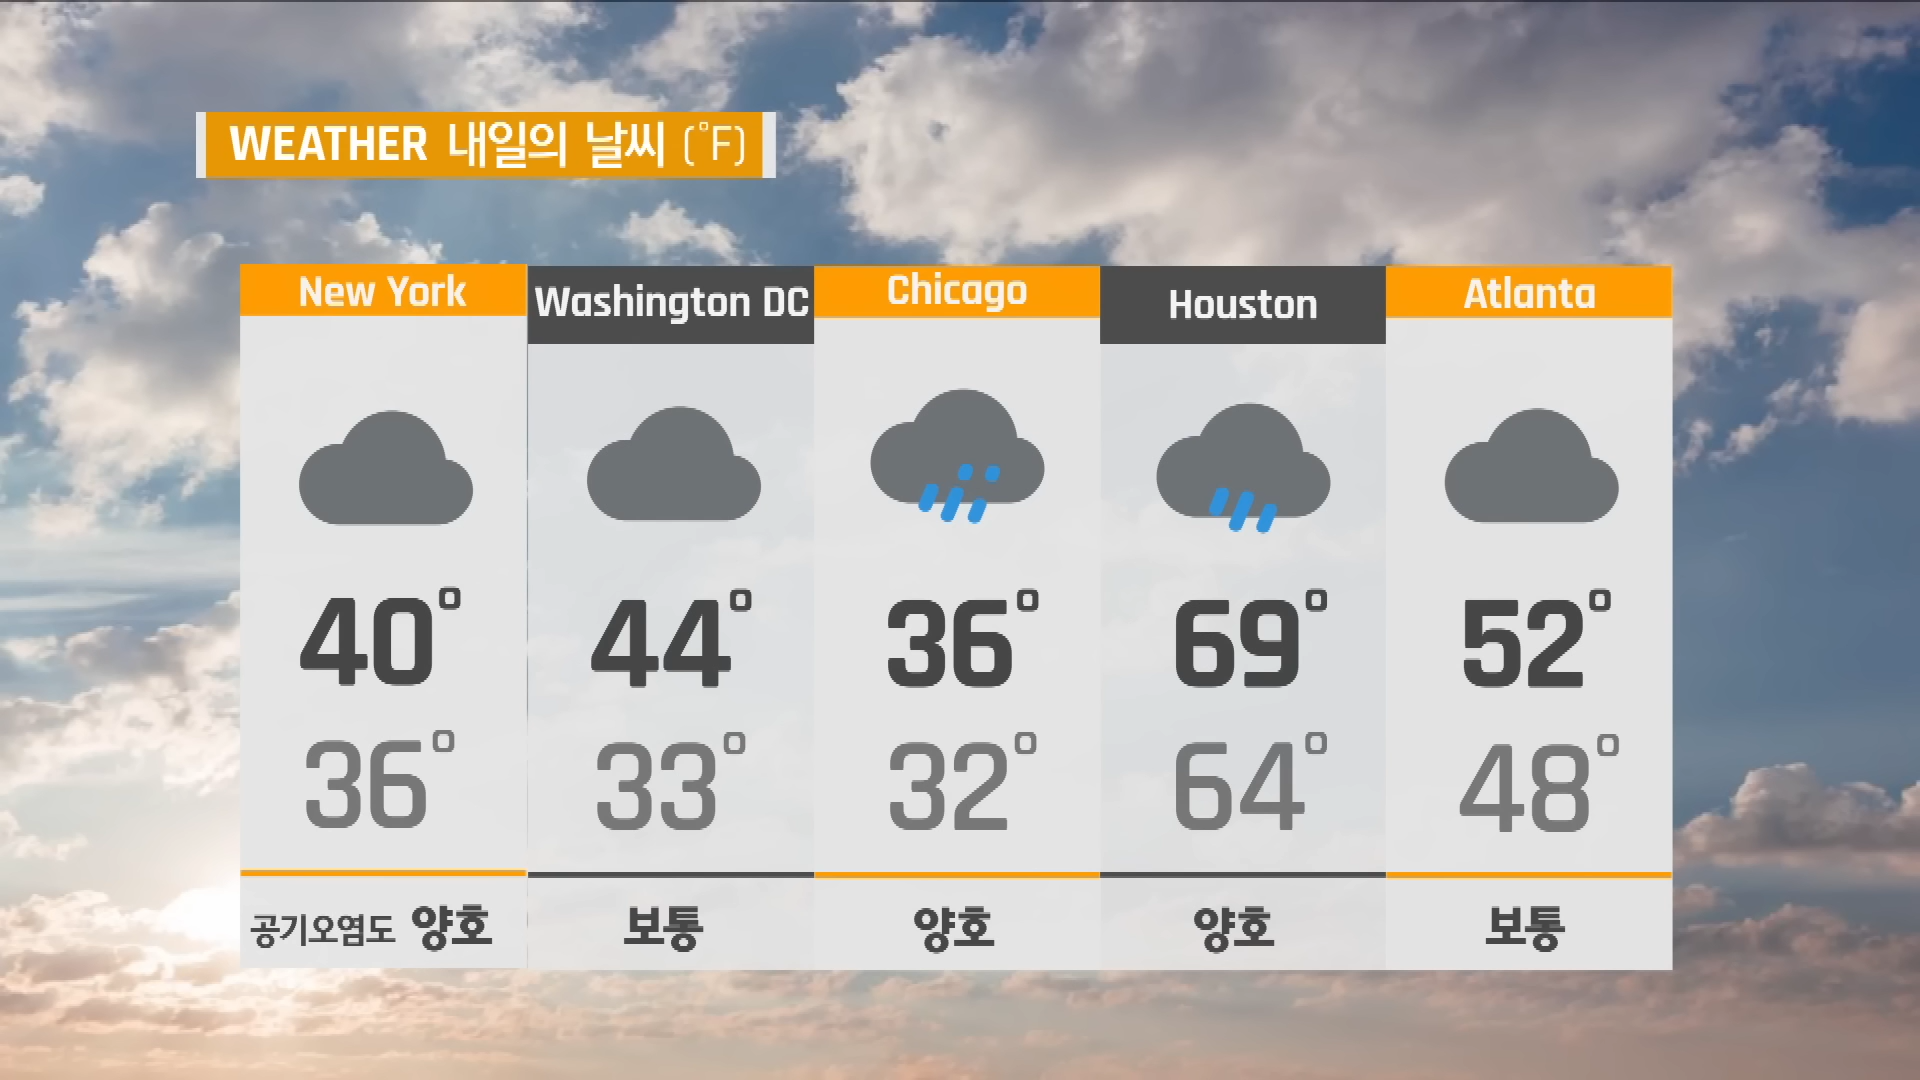 WEATHER 내일의 날씨 (°F)
New York
Washington DC
Chicago
Houston
Atlanta
40°
44°
36°
69°
52°
36°
33°
32°
64°
48°
공기오염도 양호
보통
양호
양호
보통